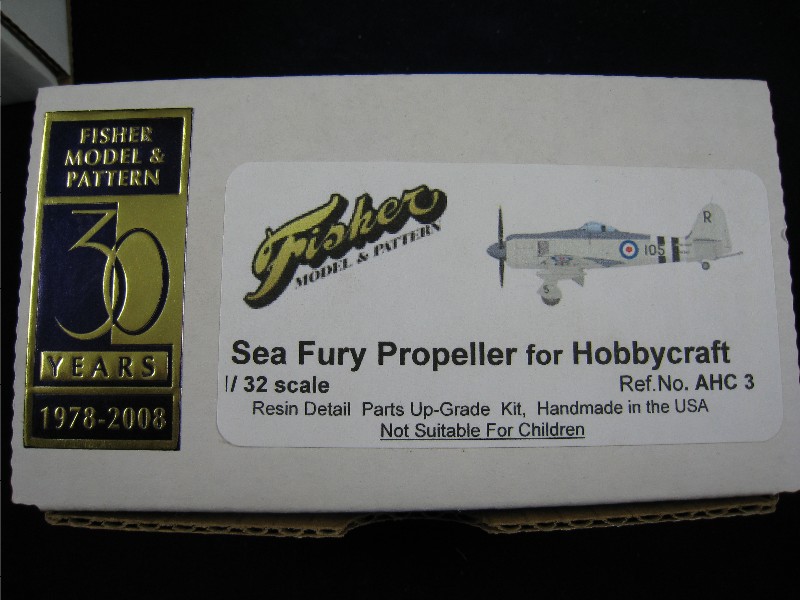 FISHER
MODEL &
PATTERN
30
YEARS
1978-2008
Fisher
MODEL & PATTERN
R
105
Sea Fury Propeller for Hobbycraft
1/ 32 scale
Ref.No. AHC 3
Resin Detail Parts Up-Grade Kit, Handmade in the USA
Not Suitable For Children